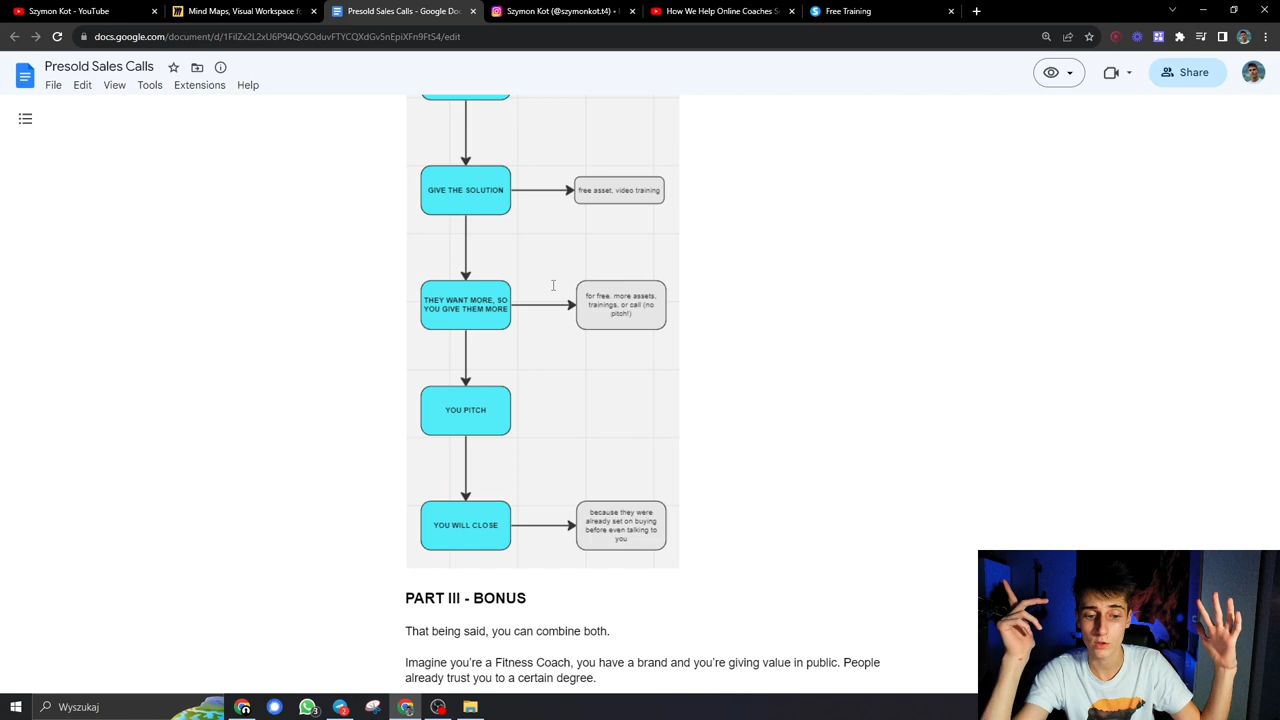 Szymon Kot - YouTube
Mind Maps, Visual Workspace f
Presold Sales Calls - Google Do
Szymon Kot (@szymonkot.t4) •
How We Help Online Coaches S
Free Training
docs.google.com/document/d/
Presold Sales Calls
File Edit View Tools Extensions Help
Share
GIVE THE SOLUTION
free asset, video training
THEY WANT MORE, SO
YOU GIVE THEM MORE
for free. more assets,
trainings, or call (no
pitch!)
YOU PITCH
YOU WILL CLOSE
because they were
already set on buying
before even talking to
you
PART III - BONUS
That being said, you can combine both.
Imagine you're a Fitness Coach, you have a brand and you're giving value in public. People
already trust you to a certain degree.
Wyszukaj
3
2